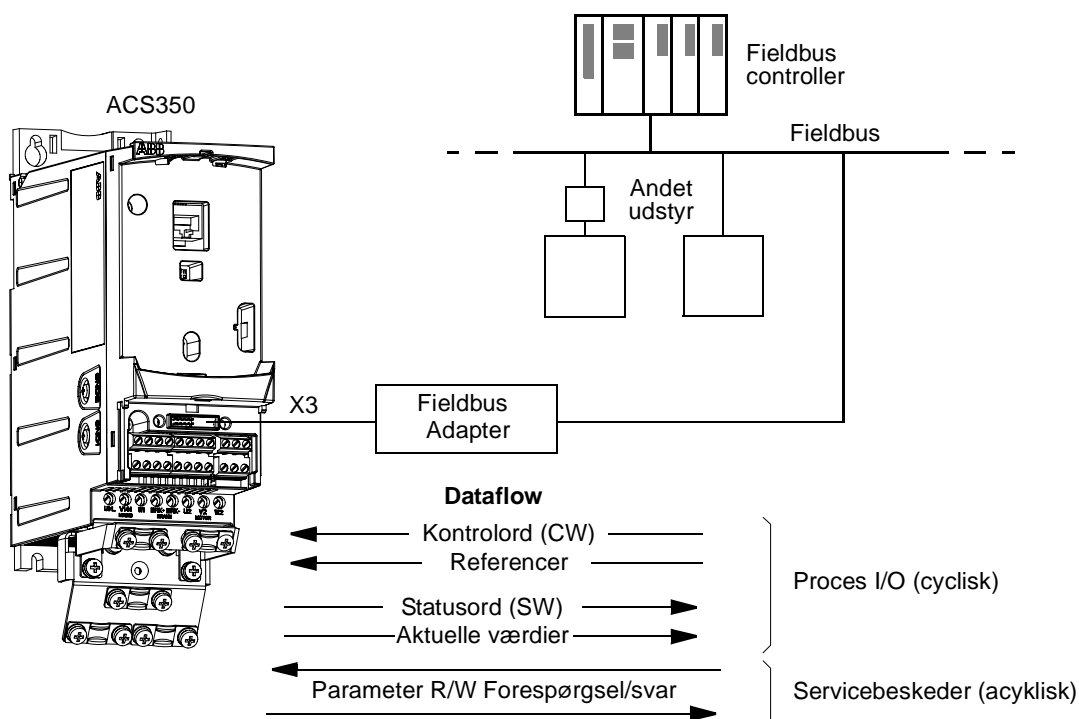 Fieldbus
controller
ACS350
ABB
Fieldbus
Andet
udstyr
X3
Fieldbus
Adapter
Dataflow
Kontrolord (CW)
Referencer
Proces I/O (cyclisk)
Statusord (SW)
Aktuelle værdier
Parameter R/W Forespørgsel/svar
Servicebeskeder (acyklisk)